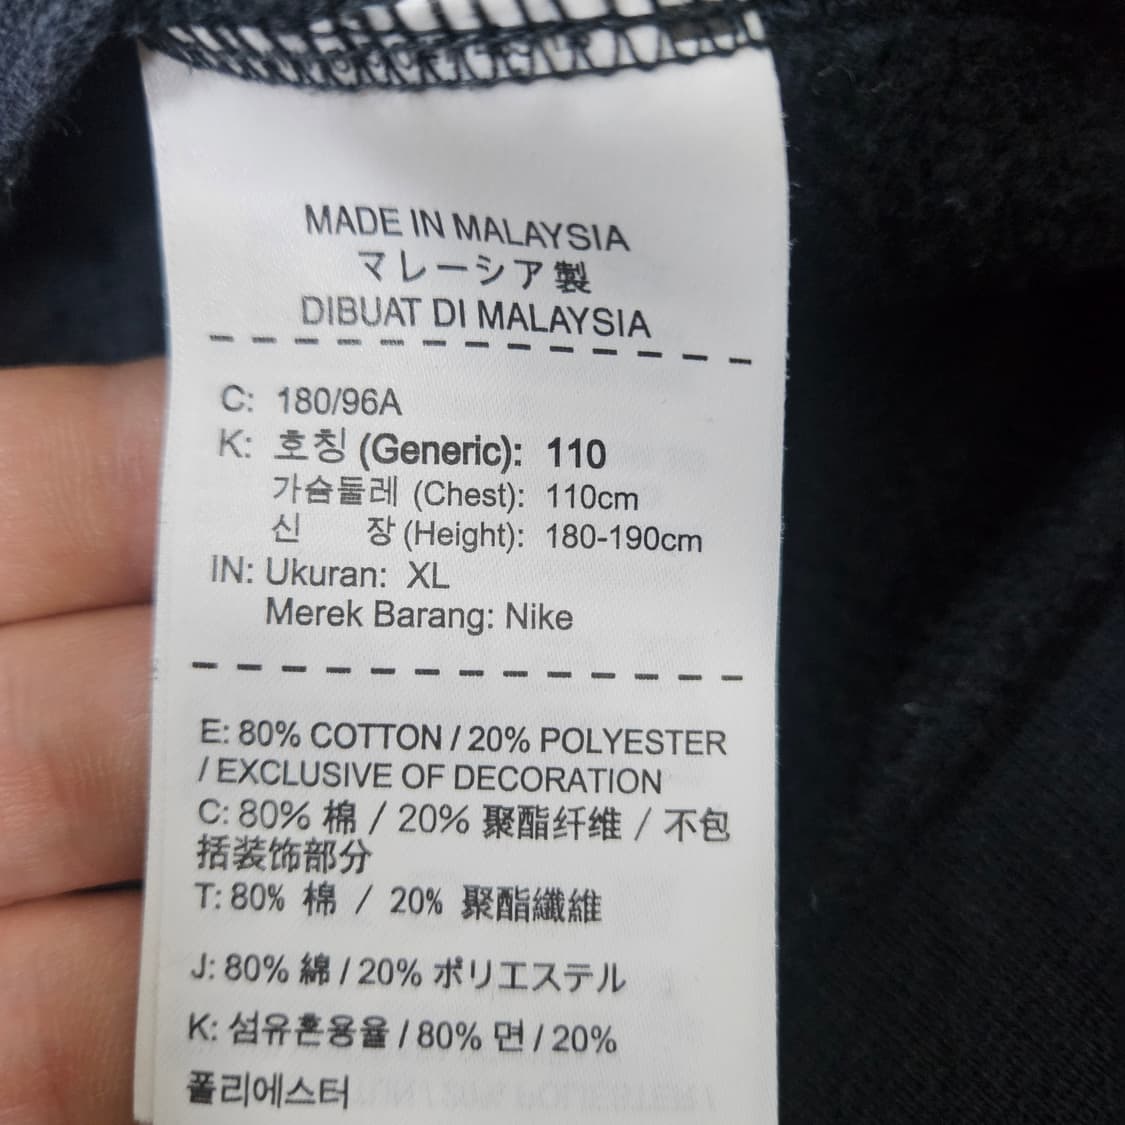 MADE IN MALAYSIA
マレーシア製
DIBUAT DI MALAYSIA
C: 180/96A
K: 호칭 (Generic): 110
가슴둘레 (Chest): 110cm
신 장 (Height): 180-190cm
IN: Ukuran: XL
Merek Barang: Nike
E: 80% COTTON / 20% POLYESTER
/ EXCLUSIVE OF DECORATION
C: 80% 棉 / 20% 聚酯纤维 / 不包
括装饰部分
T: 80% 棉 / 20% 聚酯纖維
J: 80% 綿 / 20% ポリエステル
K: 섬유혼용율 / 80% 면 / 20%
폴리에스터